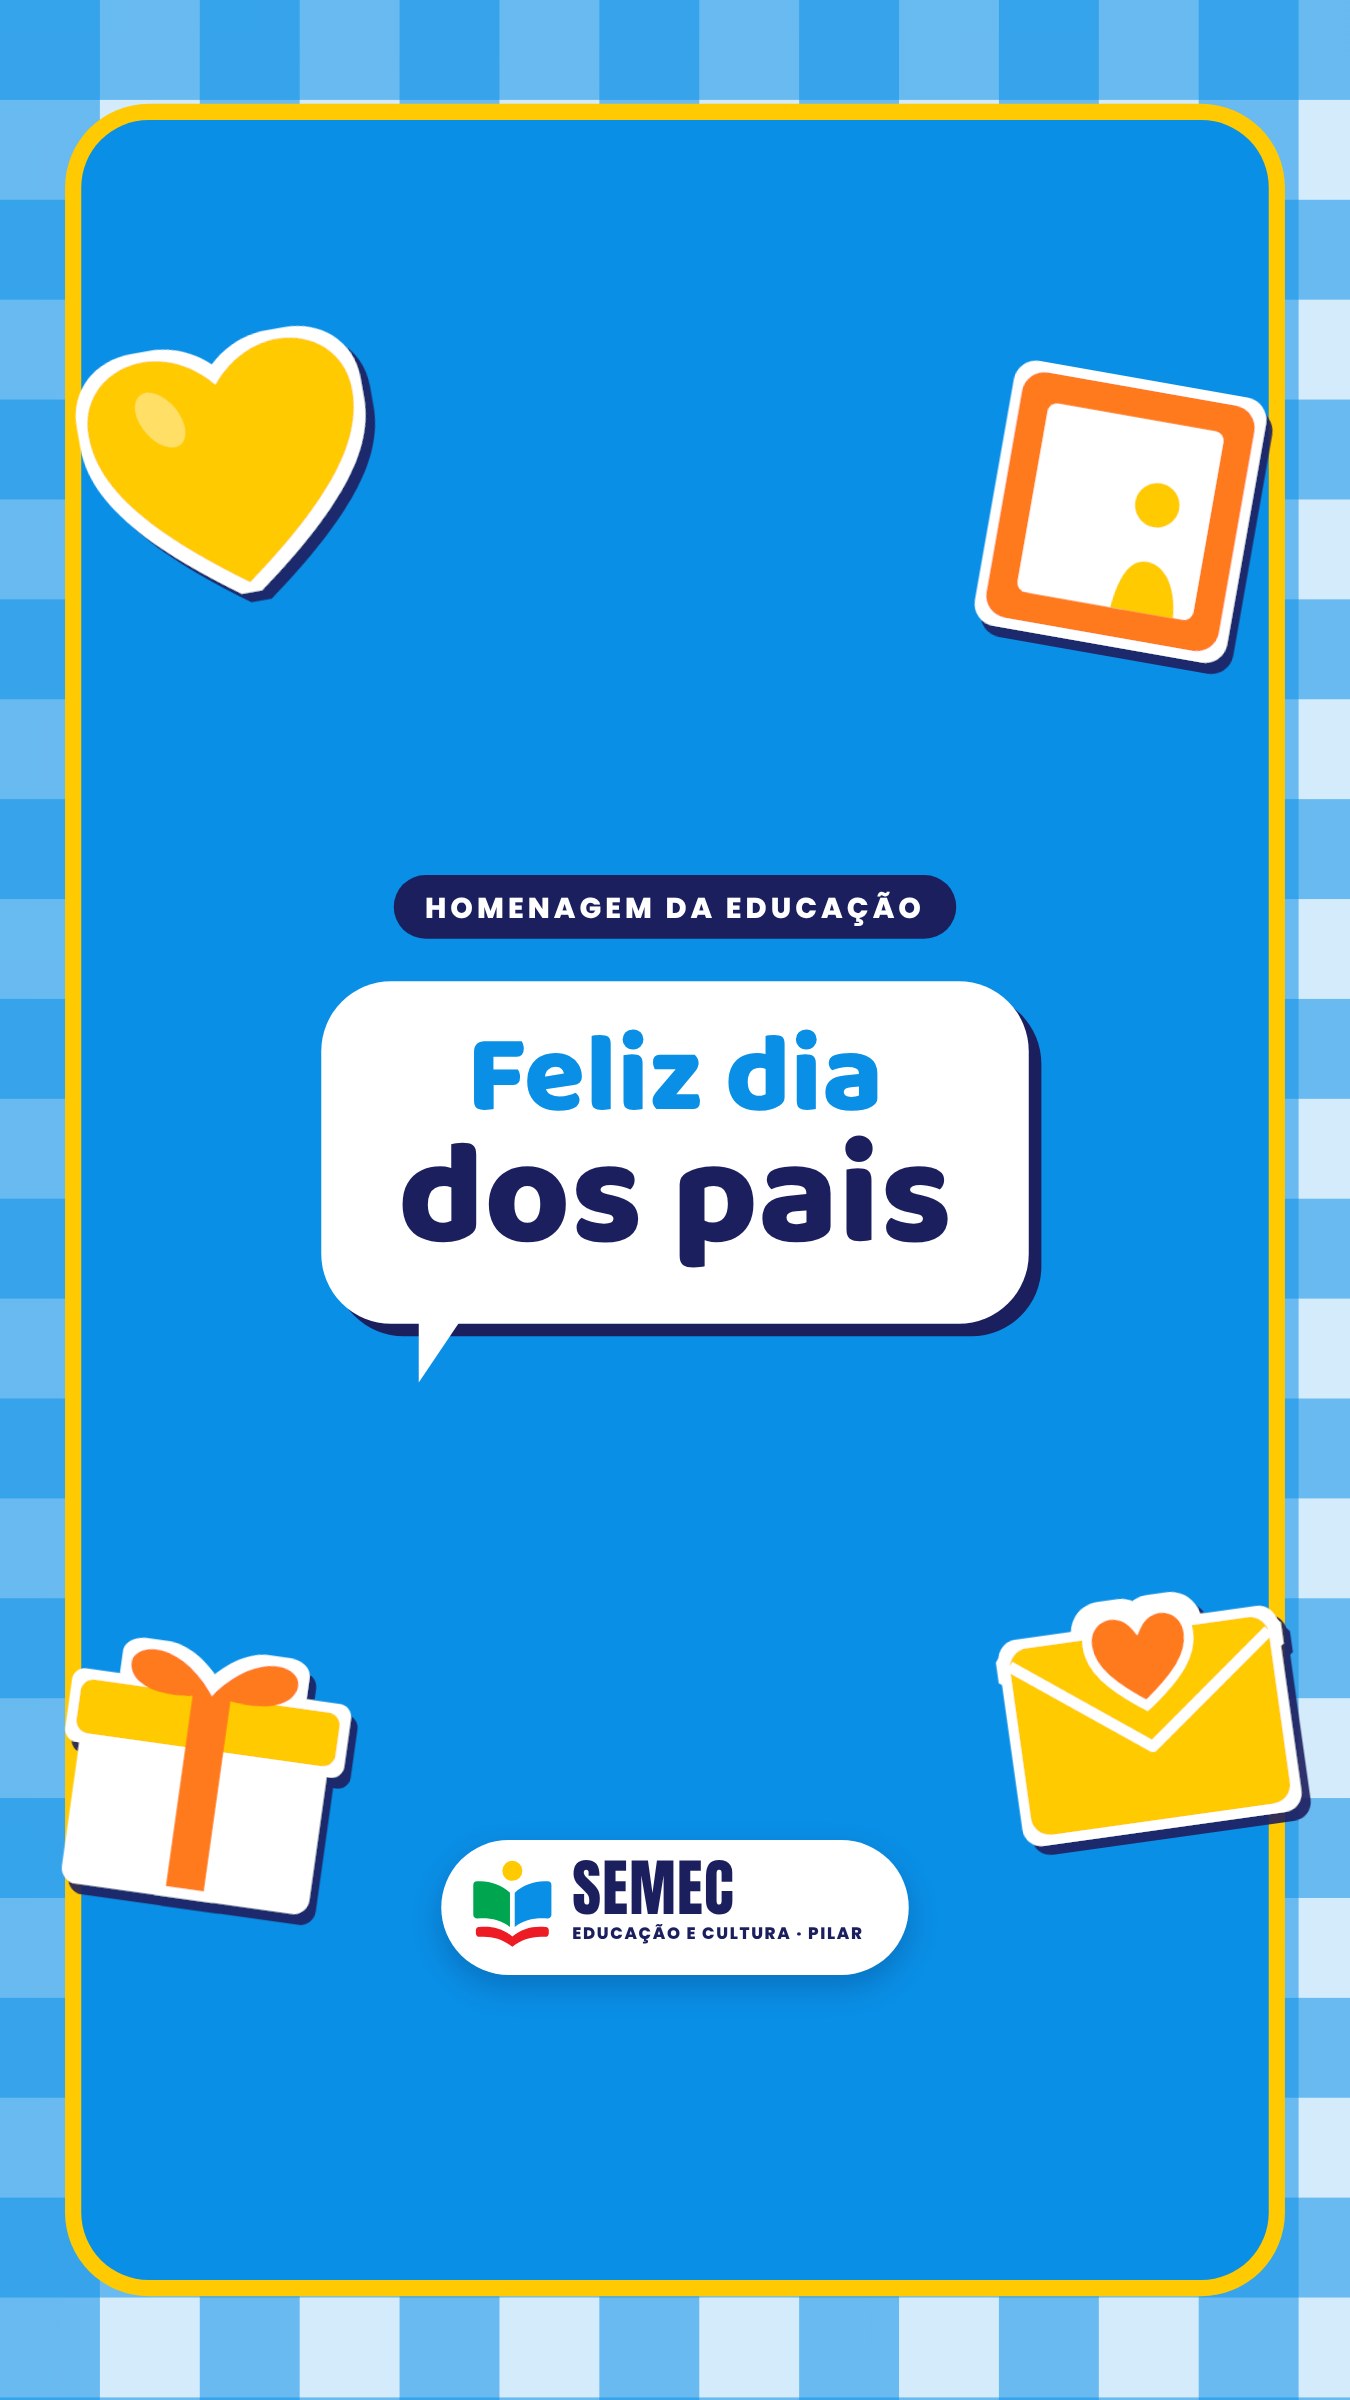 HOMENAGEM DA EDUCAÇÃO
Feliz dia
dos pais
SEMEC
EDUCAÇÃO E CULTURA · PILAR